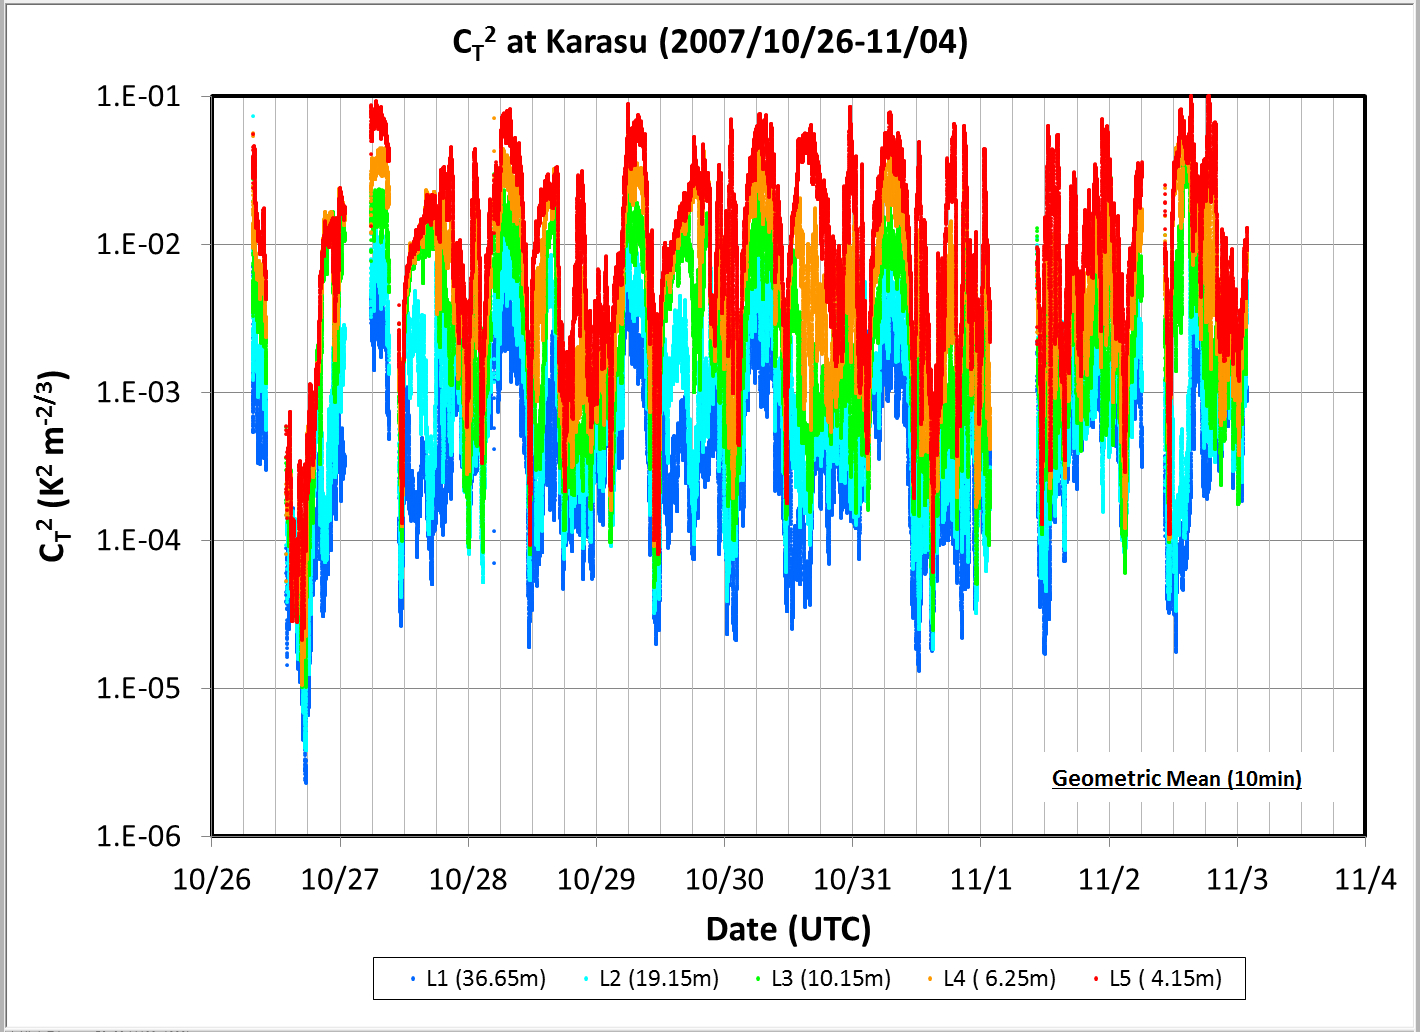 C_T² at Karasu (2007/10/26-11/04)
1.E-01
1.E-02
1.E-03
1.E-04
1.E-05
1.E-06
C_T² (K² m⁻²/³)
Geometric Mean (10min)
10/26 10/27 10/28 10/29 10/30 10/31 11/1 11/2 11/3 11/4
Date (UTC)
L1 (36.65m) L2 (19.15m) L3 (10.15m) L4 ( 6.25m) L5 ( 4.15m)